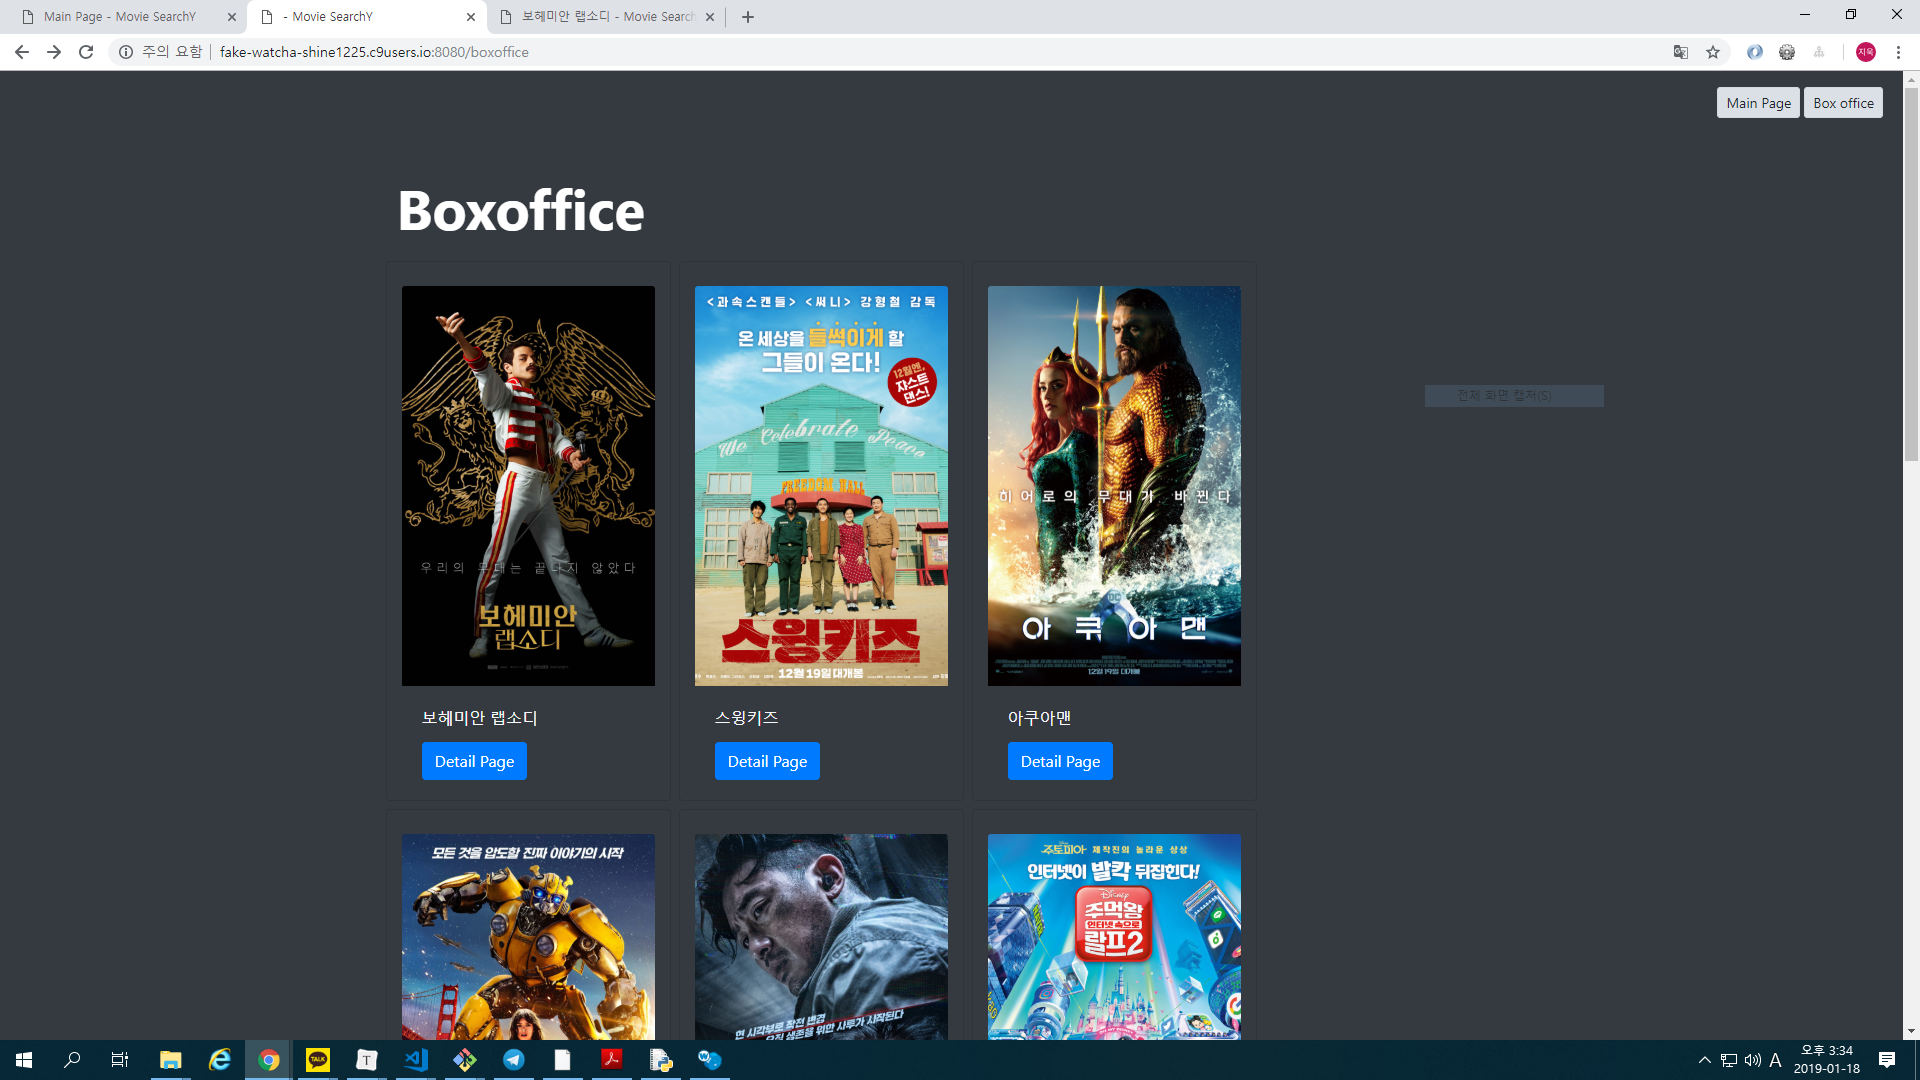 Main Page - Movie SearchY
- Movie SearchY
보헤미안 랩소디 - Movie Search
주의 요함
fake-watcha-shine1225.c9users.io:8080/boxoffice
지욱
Main Page
Box office
Boxoffice
우리의 무대는 끝나지 않았다
보헤미안
랩소디
<과속스캔들> <써니> 강형철 감독
온 세상을 들썩이게 할
그들이 온다!
12월엔,
쟈스트
댄스!
We Celebrate Peace
FREEDOM HALL
스윙키즈
12월 19일 대개봉
히어로의 무대가 바뀐다
DC
아쿠아맨
12월 19일 대개봉
전체 화면 캡처(S)
보헤미안 랩소디
스윙키즈
아쿠아맨
Detail Page
Detail Page
Detail Page
모든 것을 압도할 진짜 이야기의 시작
현 시각부로 작전 변경
오직 생존을 위한 사투가 시작된다
주토피아 제작진의 놀라운 상상
인터넷이 발칵 뒤집힌다!
Disney
주먹왕
인터넷 속으로
랄프2
TALK
T
W
A
오후 3:34
2019-01-18